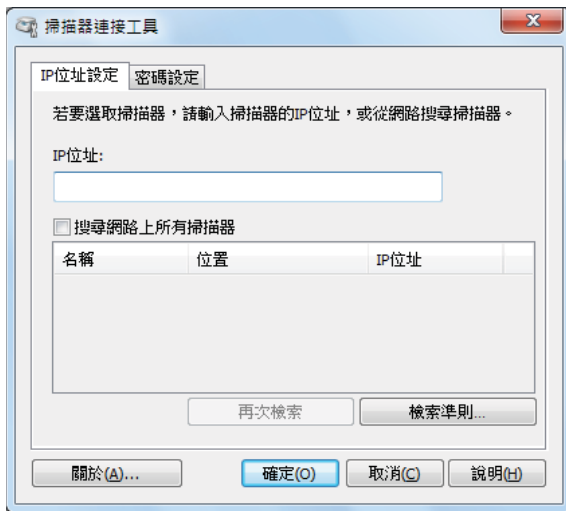 掃描器連接工具
IP位址設定 密碼設定
若要選取掃描器，請輸入掃描器的IP位址，或從網路搜尋掃描器。
IP位址:
搜尋網路上所有掃描器
名稱 位置 IP位址
再次檢索 檢索準則...
關於(A)... 確定(O) 取消(C) 說明(H)